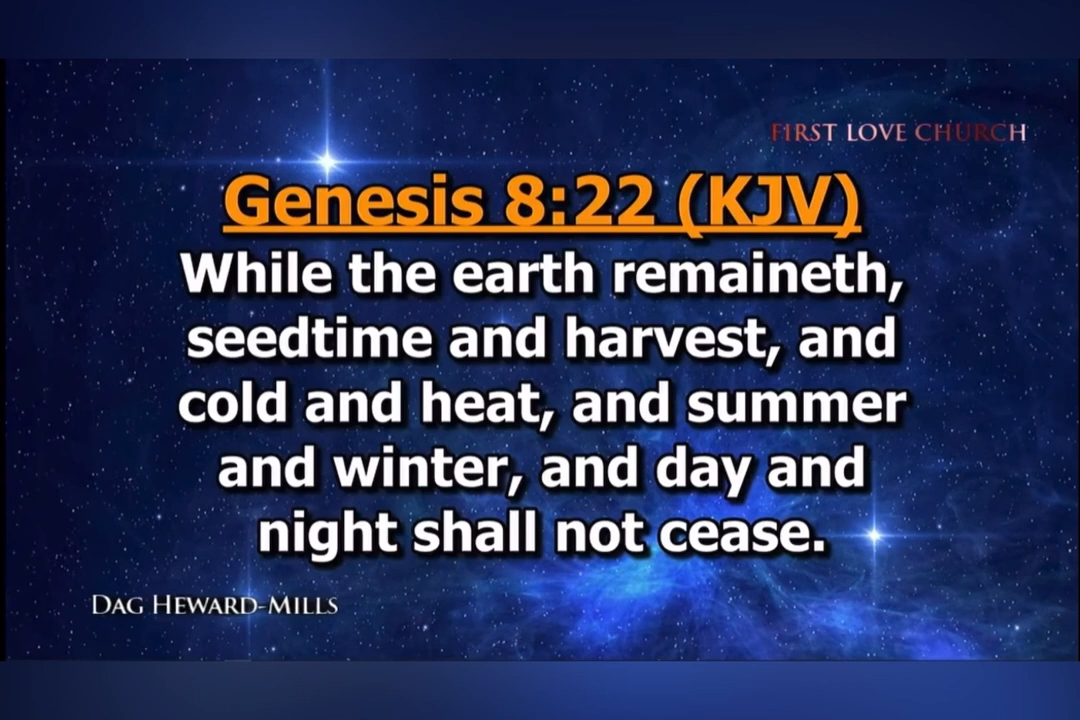 FIRST LOVE CHURCH
Genesis 8:22 (KJV)
While the earth remaineth,
seedtime and harvest, and
cold and heat, and summer
and winter, and day and
night shall not cease.
DAG HEWARD-MILLS